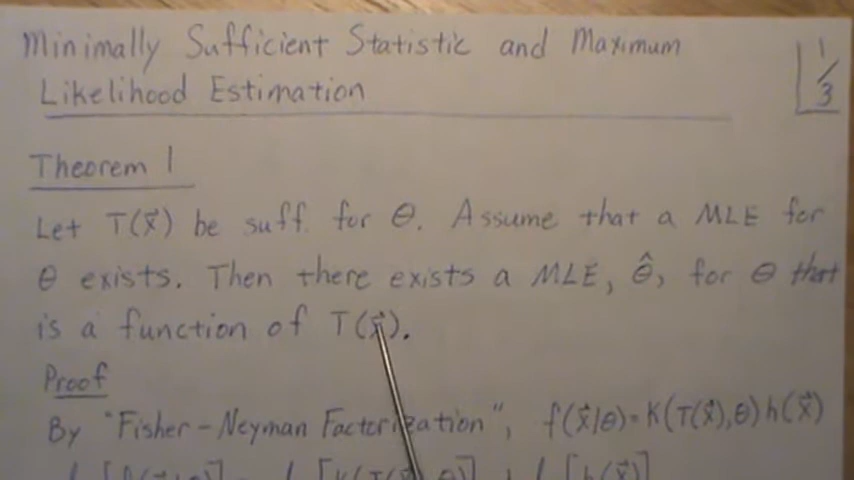 Minimally Sufficient Statistic and Maximum
Likelihood Estimation
1/3
Theorem 1
Let T(x⃗) be suff. for θ. Assume that a MLE for
θ exists. Then there exists a MLE, θ̂, for θ that
is a function of T(x⃗).
Proof
By "Fisher-Neyman Factorization", f(x⃗|θ)=K(T(x⃗),θ)h(x⃗)